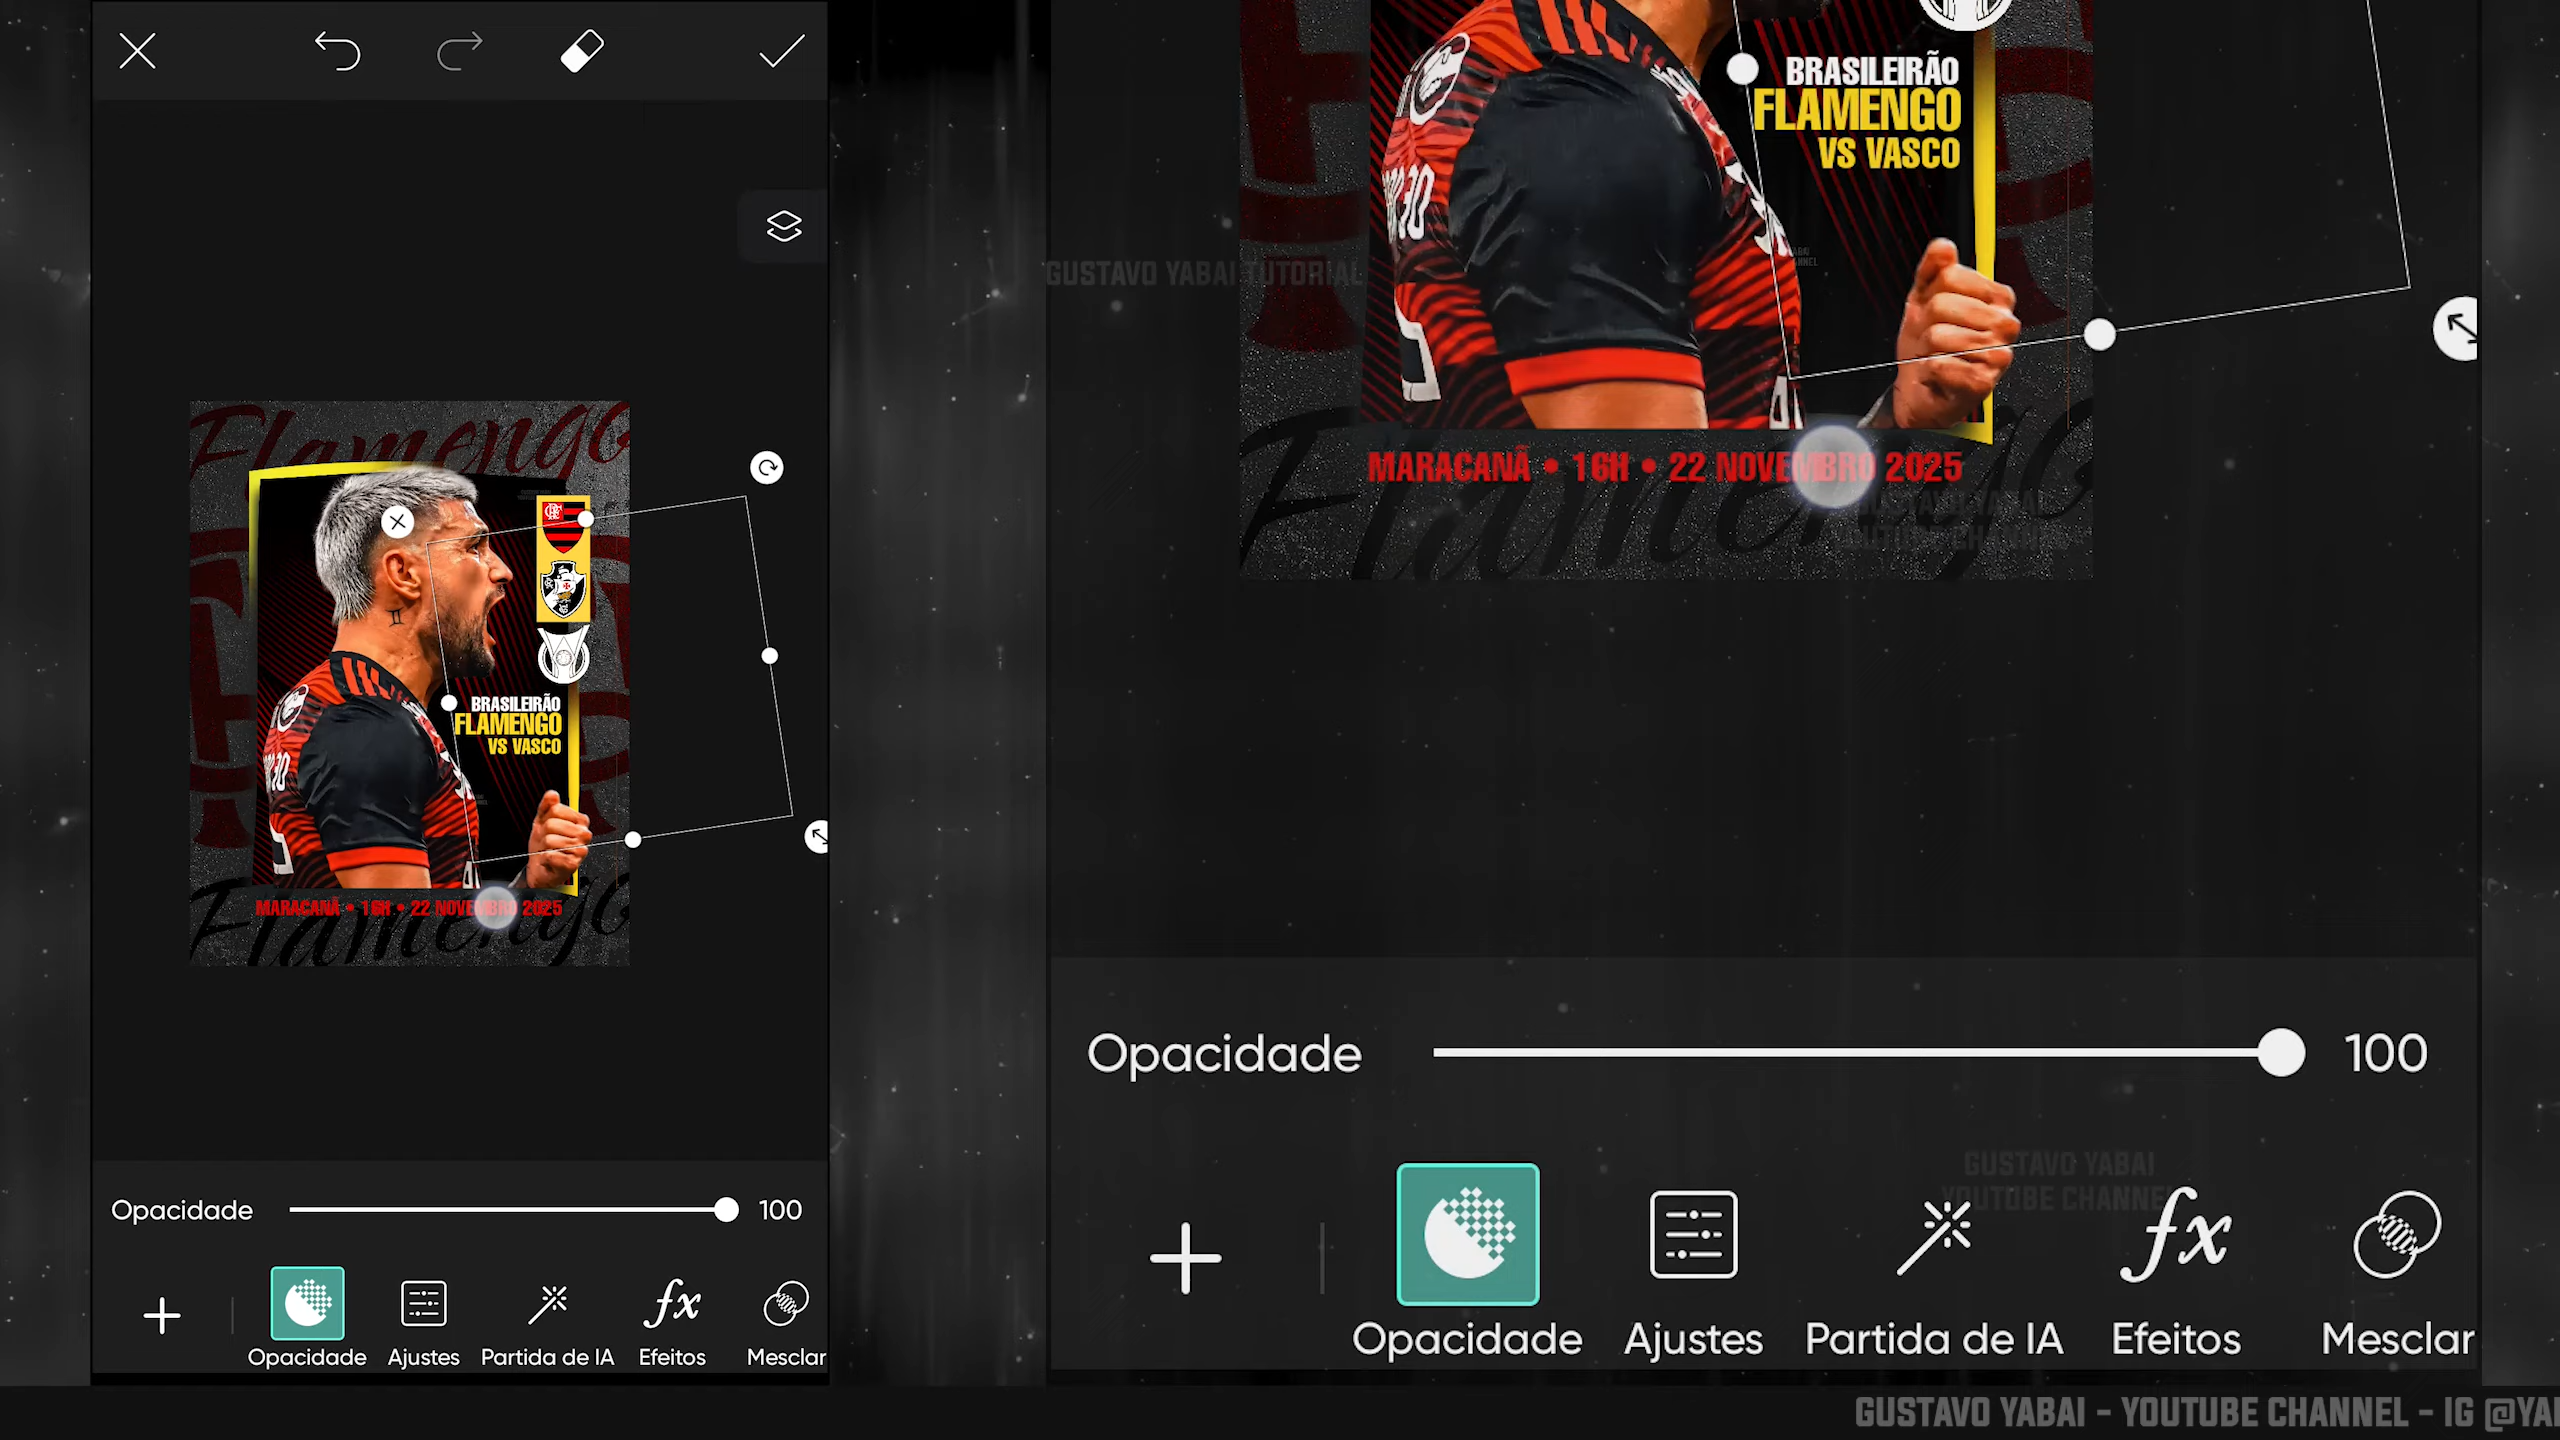 Flamengo
BRASILEIRÃO
FLAMENGO
VS VASCO
MARACANÃ • 16H • 22 NOVEMBRO 2025
Flamengo
Opacidade 100
Opacidade Ajustes Partida de IA Efeitos Mesclar
BRASILEIRÃO
FLAMENGO
VS VASCO
GUSTAVO YABAI TUTORIAL
MARACANÃ • 16H • 22 NOVEMBRO 2025
Flamengo
Opacidade 100
GUSTAVO YABAI
YOUTUBE CHANNEL
Opacidade Ajustes Partida de IA Efeitos Mesclar
GUSTAVO YABAI - YOUTUBE CHANNEL - IG @YAI